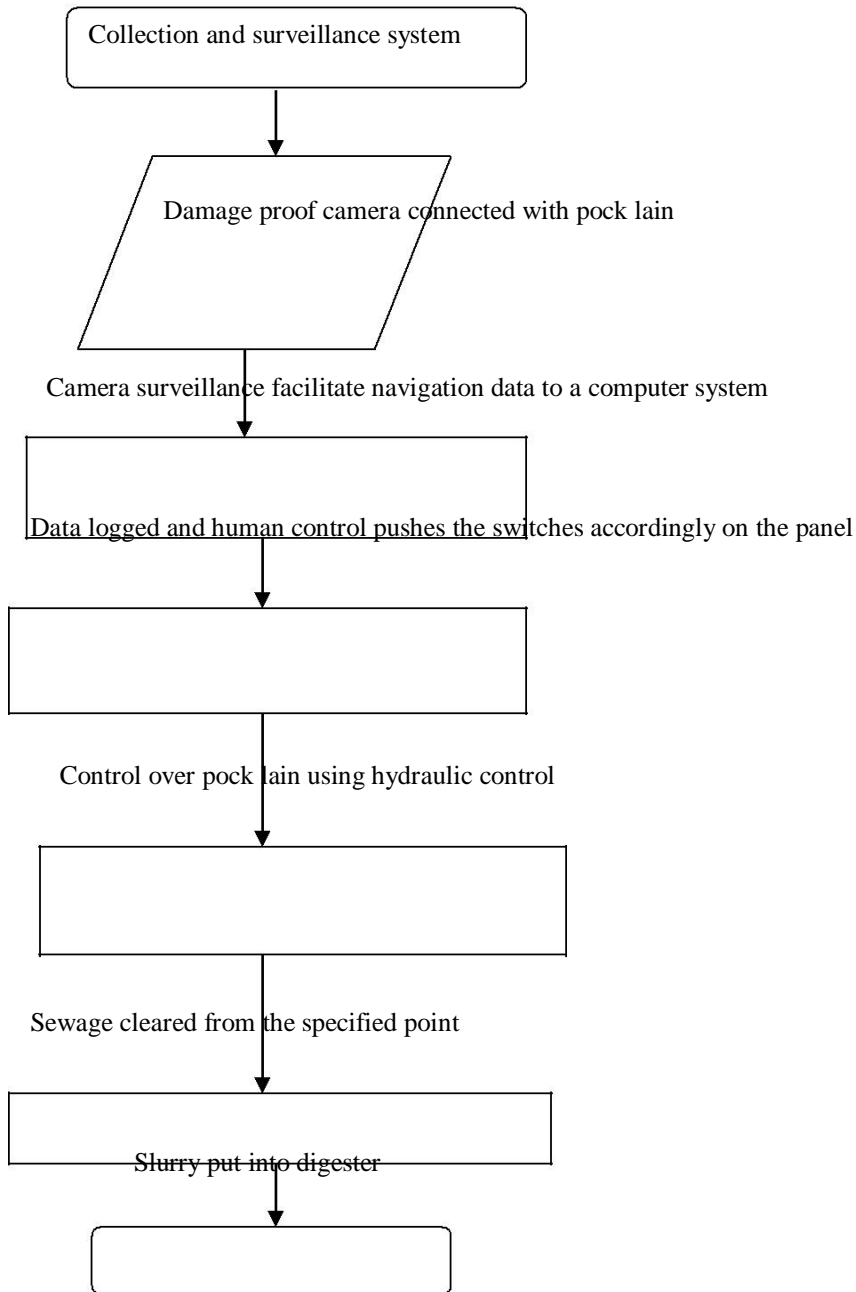 Collection and surveillance system
Damage proof camera connected with pock lain
Camera surveillance facilitate navigation data to a computer system
Data logged and human control pushes the switches accordingly on the panel
Control over pock lain using hydraulic control
Sewage cleared from the specified point
Slurry put into digester